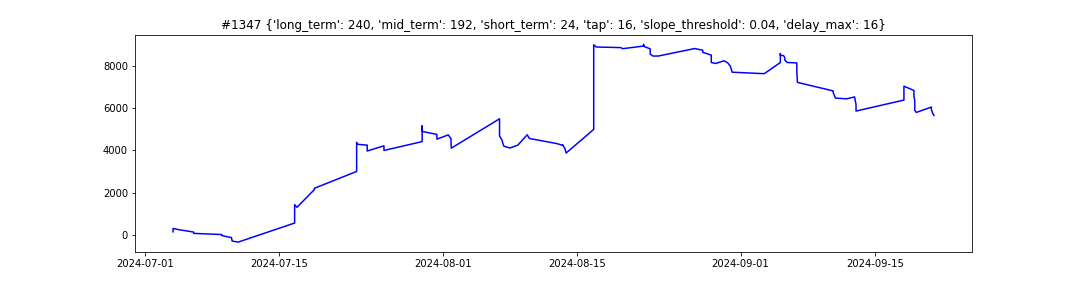 #1347 {'long_term': 240, 'mid_term': 192, 'short_term': 24, 'tap': 16, 'slope_threshold': 0.04, 'delay_max': 16}
8000
6000
4000
2000
0
2024-07-01 2024-07-15 2024-08-01 2024-08-15 2024-09-01 2024-09-15